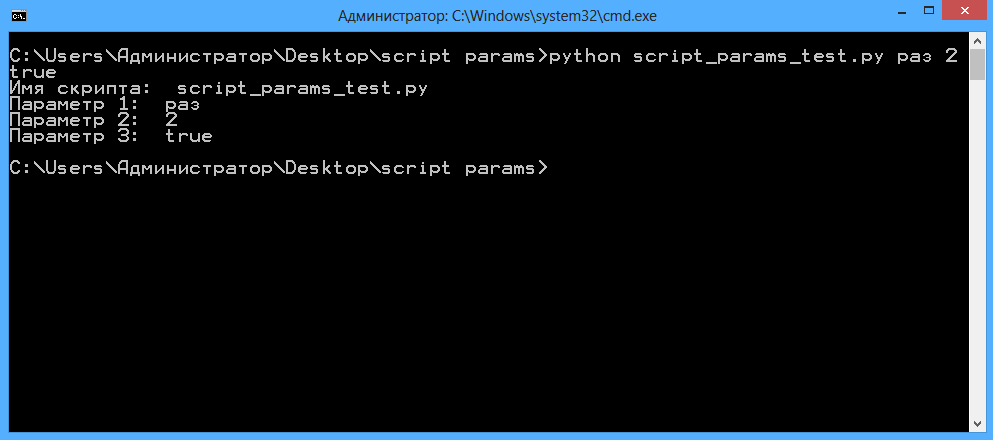 Администратор: C:\Windows\system32\cmd.exe
C:\Users\Администратор\Desktop\script params>python script_params_test.py раз 2
true
Имя скрипта:  script_params_test.py
Параметр 1:  раз
Параметр 2:  2
Параметр 3:  true
C:\Users\Администратор\Desktop\script params>